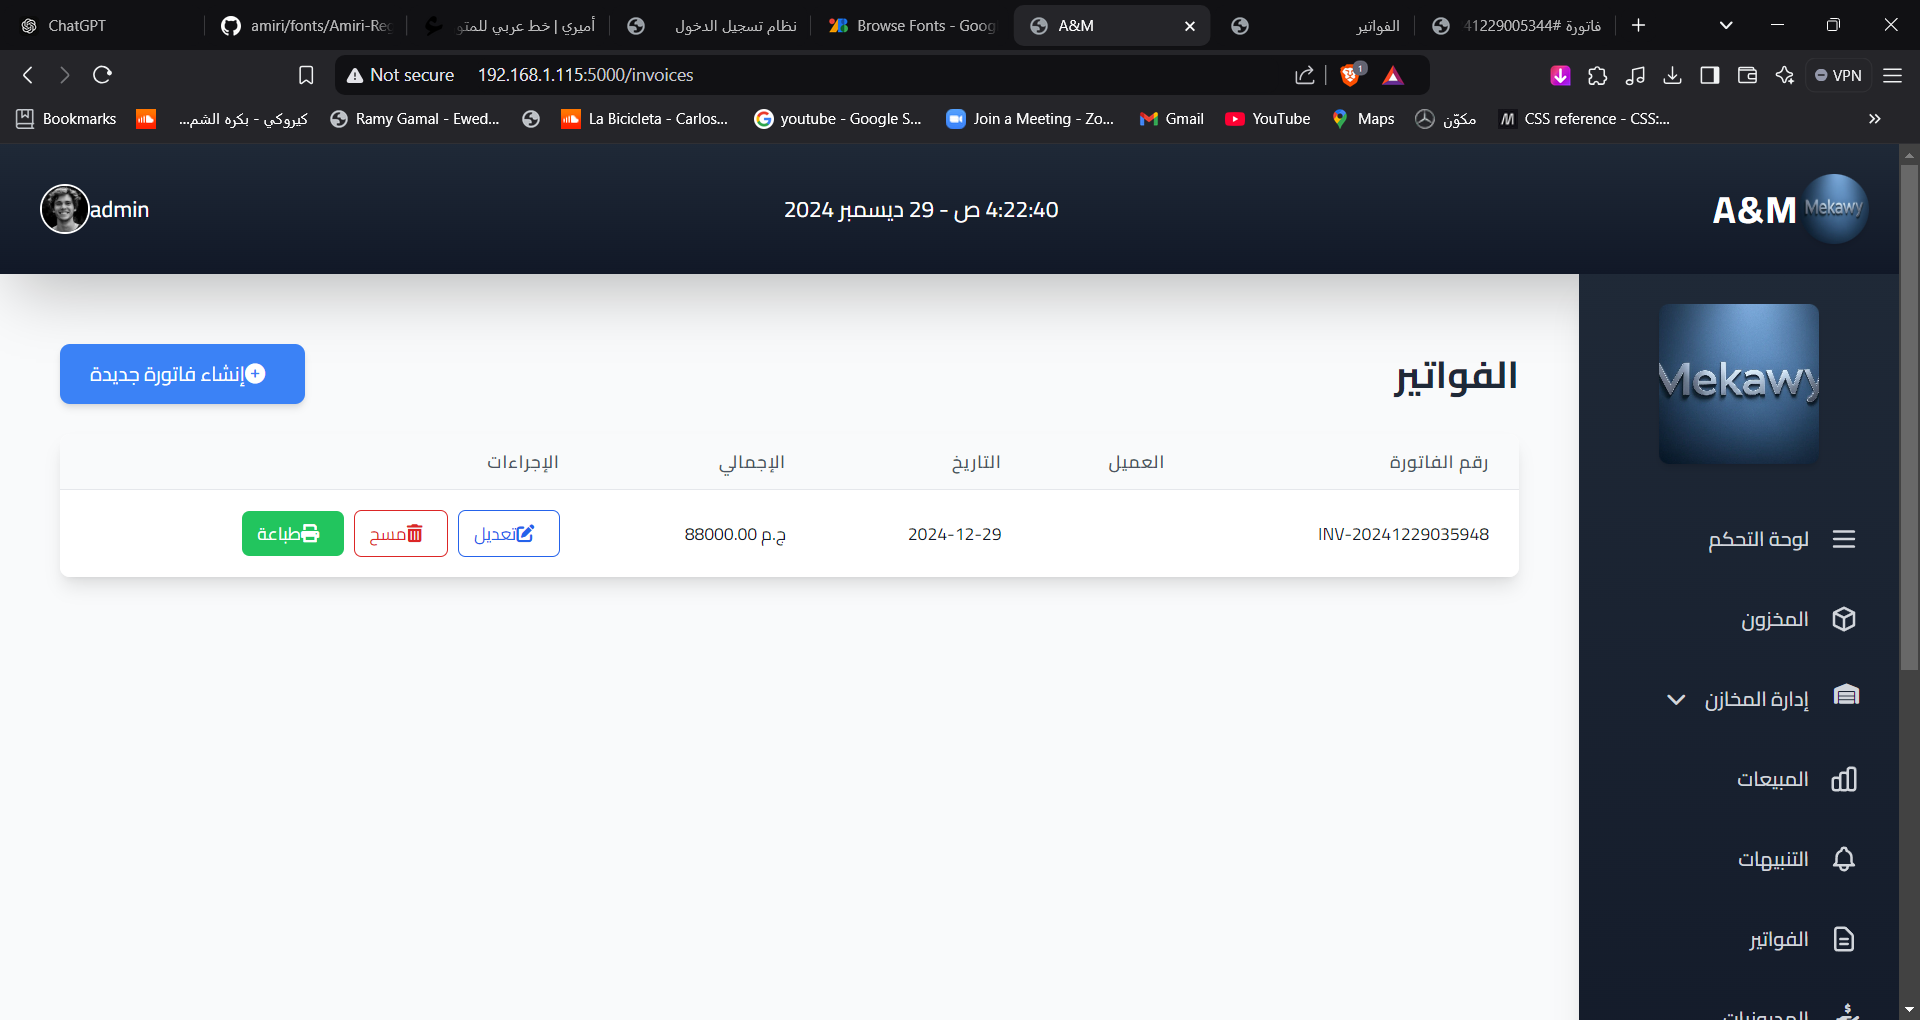 ChatGPT
amiri/fonts/Amiri-Reg
أميري | خط عربي للمتو
نظام تسجيل الدخول
Browse Fonts - Goog
A&M
الفواتير
فاتورة #41229005344
Not secure
192.168.1.115:5000/invoices
1
VPN
Bookmarks
كيروكي - بكره الشم...
Ramy Gamal - Ewed...
La Bicicleta - Carlos...
youtube - Google S...
Join a Meeting - Zo...
Gmail
YouTube
Maps
مكوّن
CSS reference - CSS:...
A&M
Mekawy
4:22:40 ص - 29 ديسمبر 2024
admin
Mekawy
الفواتير
إنشاء فاتورة جديدة
رقم الفاتورة
العميل
التاريخ
الإجمالي
الإجراءات
INV-20241229035948
2024-12-29
88000.00 ج.م
تعديل
مسح
طباعة
لوحة التحكم
المخزون
إدارة المخازن
المبيعات
التنبيهات
الفواتير